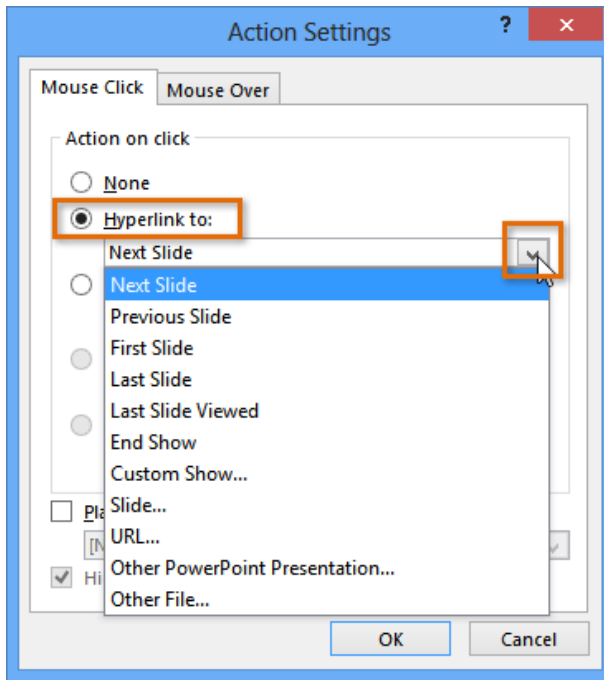 Action Settings
?
Mouse Click
Mouse Over
Action on click
None
Hyperlink to:
Next Slide
Next Slide
Previous Slide
First Slide
Last Slide
Last Slide Viewed
End Show
Custom Show...
Slide...
URL...
Other PowerPoint Presentation...
Other File...
Pla
[N
Hi
OK
Cancel